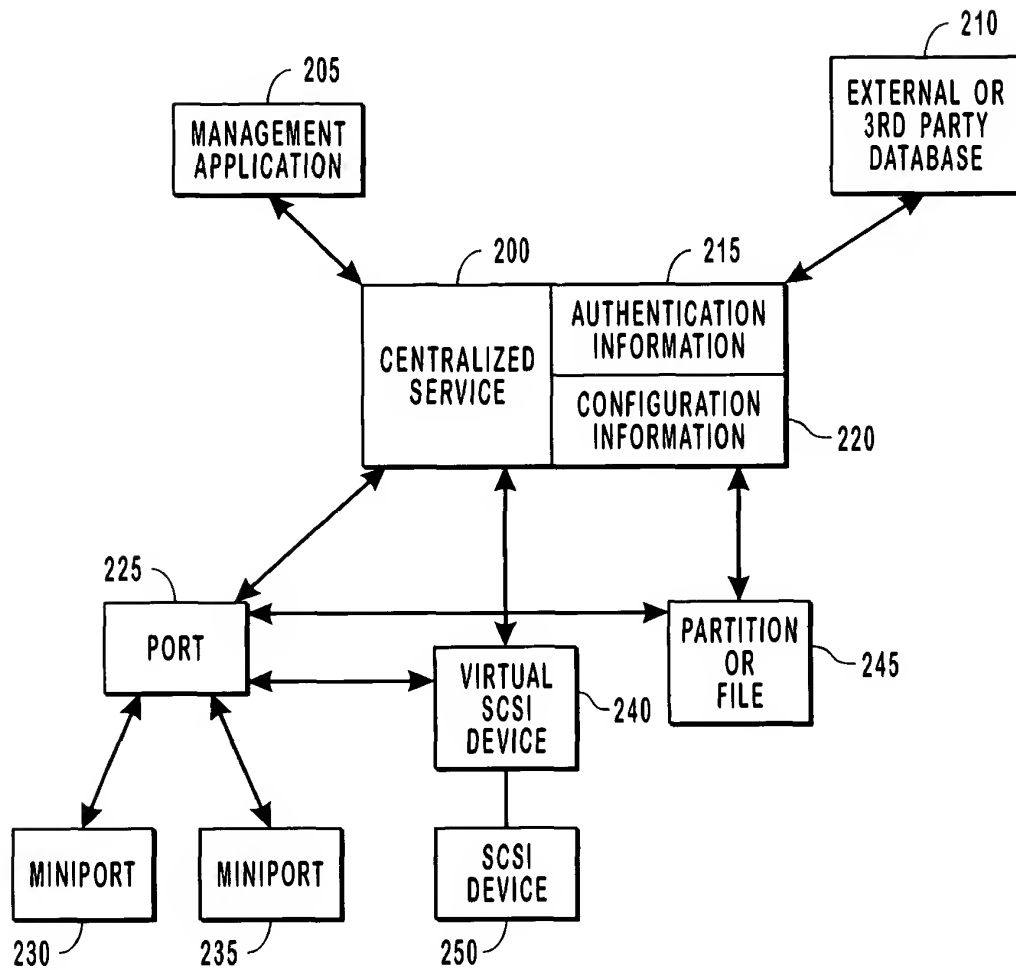 210
EXTERNAL OR
3RD PARTY
DATABASE
205
MANAGEMENT
APPLICATION
200
215
CENTRALIZED
SERVICE
AUTHENTICATION
INFORMATION
CONFIGURATION
INFORMATION
220
225
PORT
VIRTUAL
SCSI
DEVICE
240
PARTITION
OR
FILE
245
MINIPORT
230
MINIPORT
235
SCSI
DEVICE
250